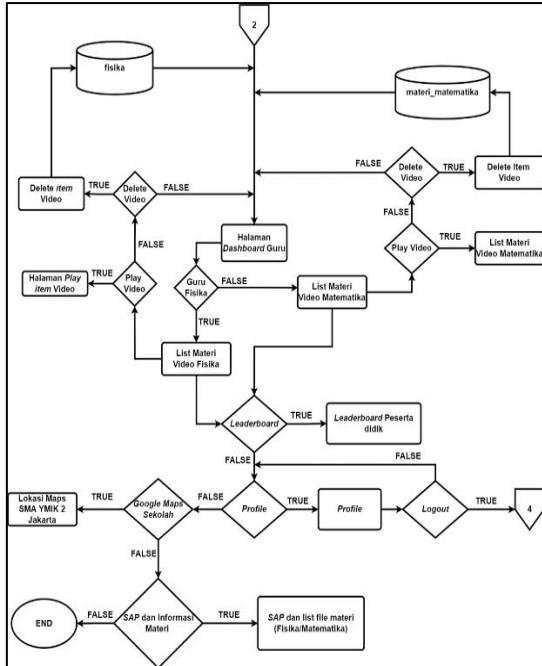 2
fisika
materi_matematika
Delete item
Video
TRUE
Delete
Video
FALSE
FALSE
Delete
Video
TRUE
Delete Item
Video
FALSE
FALSE
Halaman
Dashboard Guru
Halaman Play
item Video
TRUE
Play
Video
Guru
Fisika
FALSE
List Materi
Video Matematika
Play Video
TRUE
List Materi
Video Matematika
TRUE
List Materi
Video Fisika
Leaderboard
TRUE
Leaderboard Peserta
didik
FALSE
FALSE
Lokasi Maps
SMA YMIK 2
Jakarta
TRUE
Google Maps
Sekolah
FALSE
Profile
TRUE
Profile
Logout
TRUE
4
FALSE
END
FALSE
SAP dan Informasi
Materi
TRUE
SAP dan list file materi
(Fisika/Matematika)